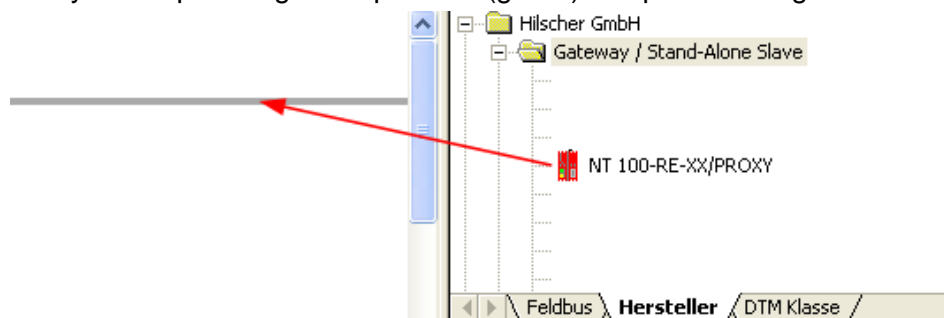 Hilscher GmbH
Gateway / Stand-Alone Slave
NT 100-RE-XX/PROXY
Feldbus Hersteller DTM Klasse